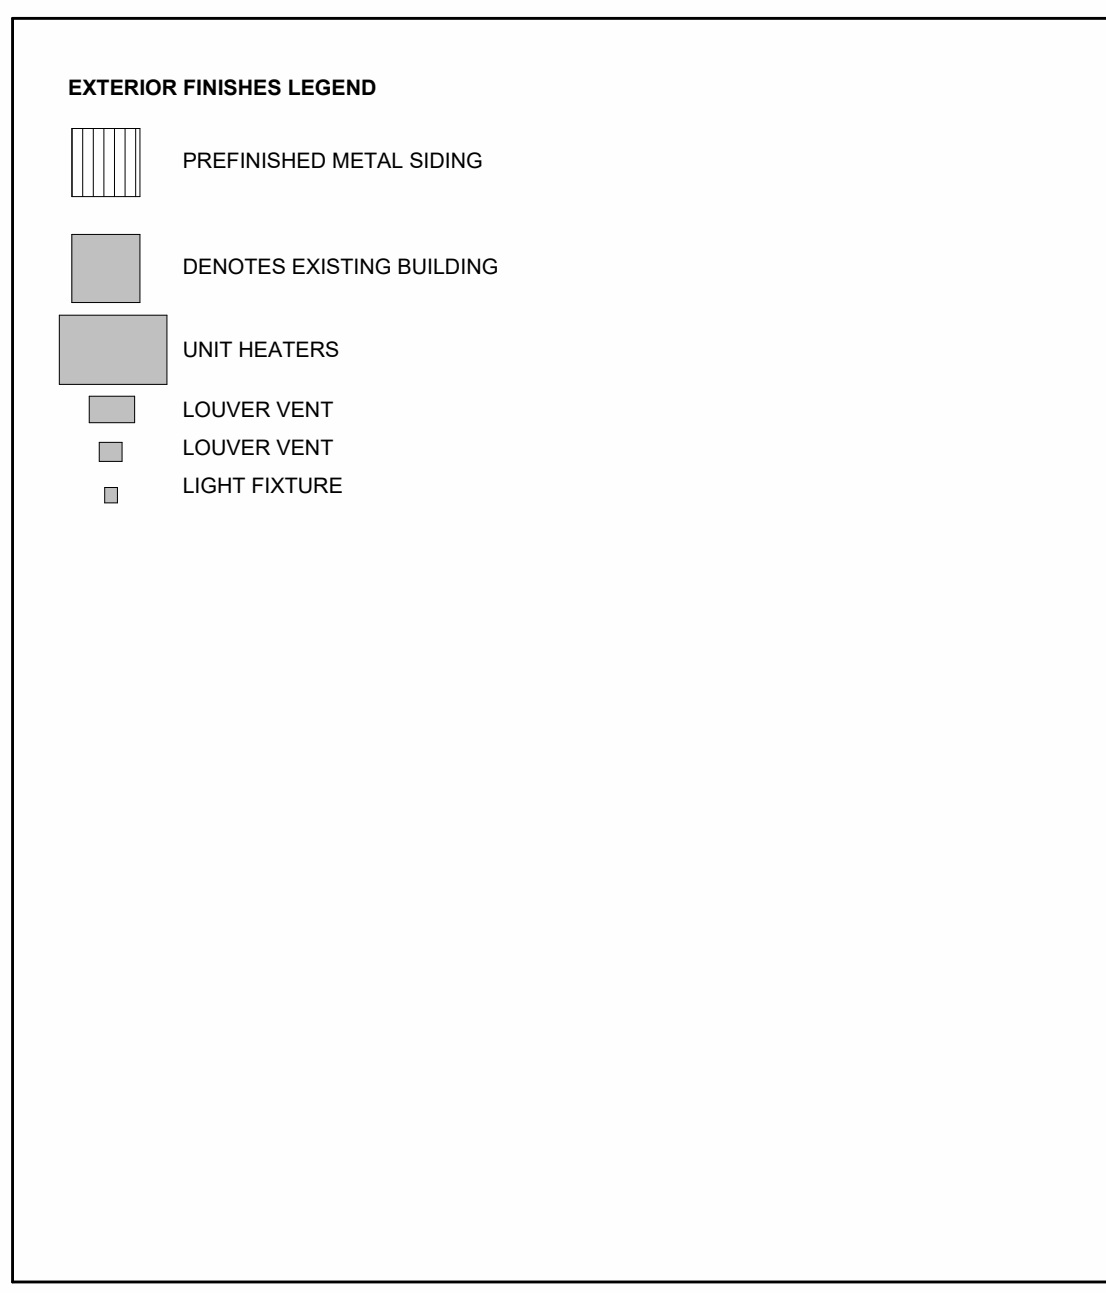 EXTERIOR FINISHES LEGEND
PREFINISHED METAL SIDING
DENOTES EXISTING BUILDING
UNIT HEATERS
LOUVER VENT
LOUVER VENT
LIGHT FIXTURE